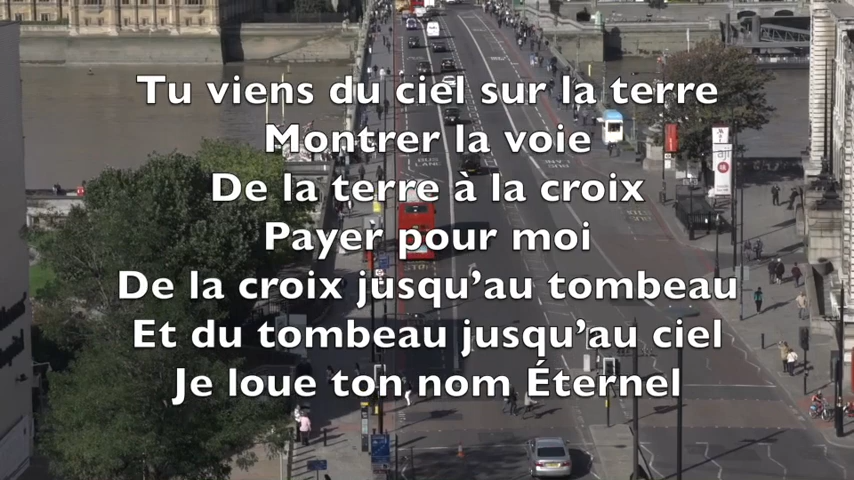 Tu viens du ciel sur la terre
Montrer la voie
De la terre à la croix
Payer pour moi
De la croix jusqu’au tombeau
Et du tombeau jusqu’au ciel
Je loue ton nom Éternel